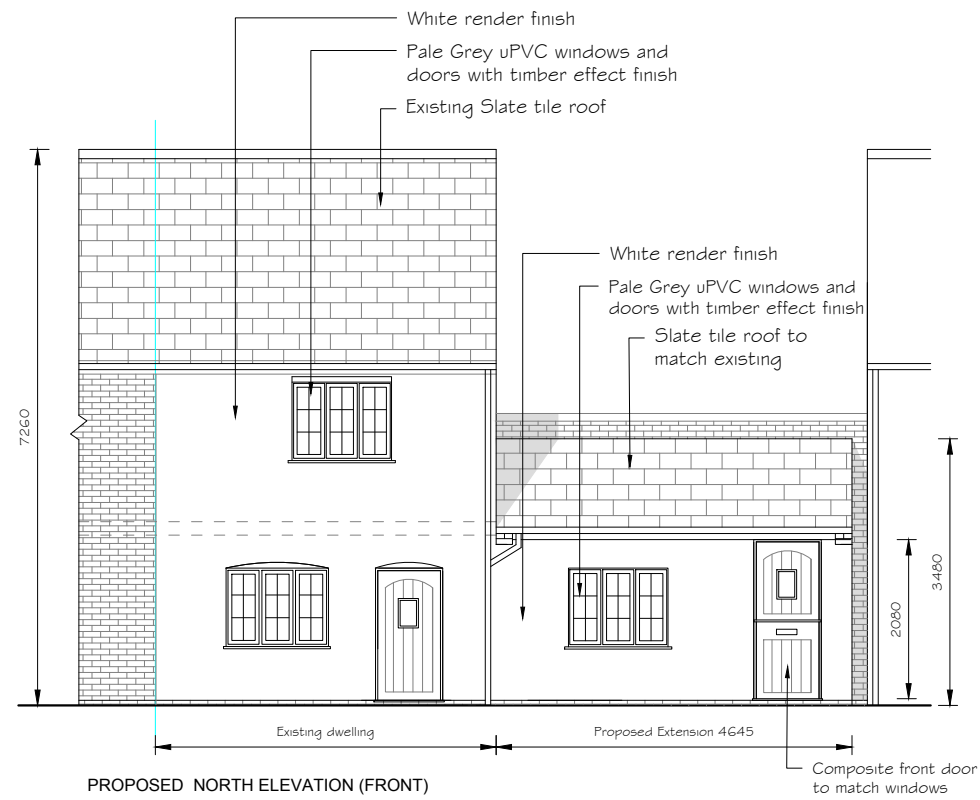 White render finish
Pale Grey uPVC windows and
doors with timber effect finish
Existing Slate tile roof
White render finish
Pale Grey uPVC windows and
doors with timber effect finish
Slate tile roof to
match existing
7260
2080
3480
Existing dwelling
Proposed Extension 4645
Composite front door
to match windows
PROPOSED NORTH ELEVATION (FRONT)